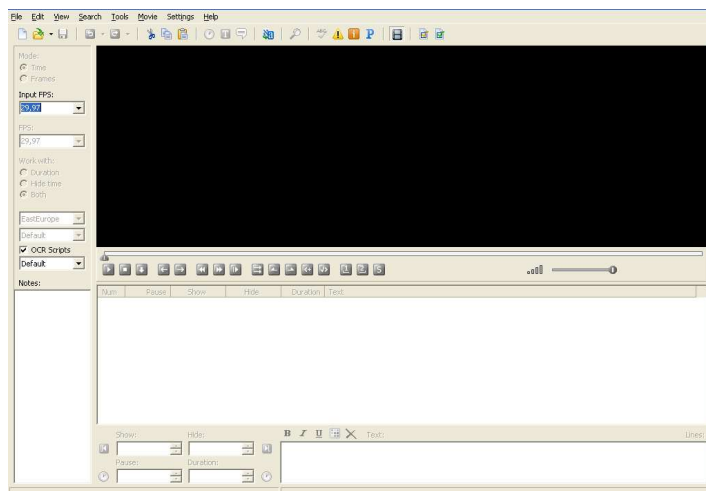 File Edit View Search Tools Movie Settings Help
Mode:
Time
Frames
Input FPS:
29,97
FPS:
29,97
Work with:
Duration
Hide time
Both
EastEurope
Default
OCR Scripts
Default
Notes:
Num Pause Show Hide Duration Text
Show: Hide: B I U Text: Lines:
Pause: Duration: